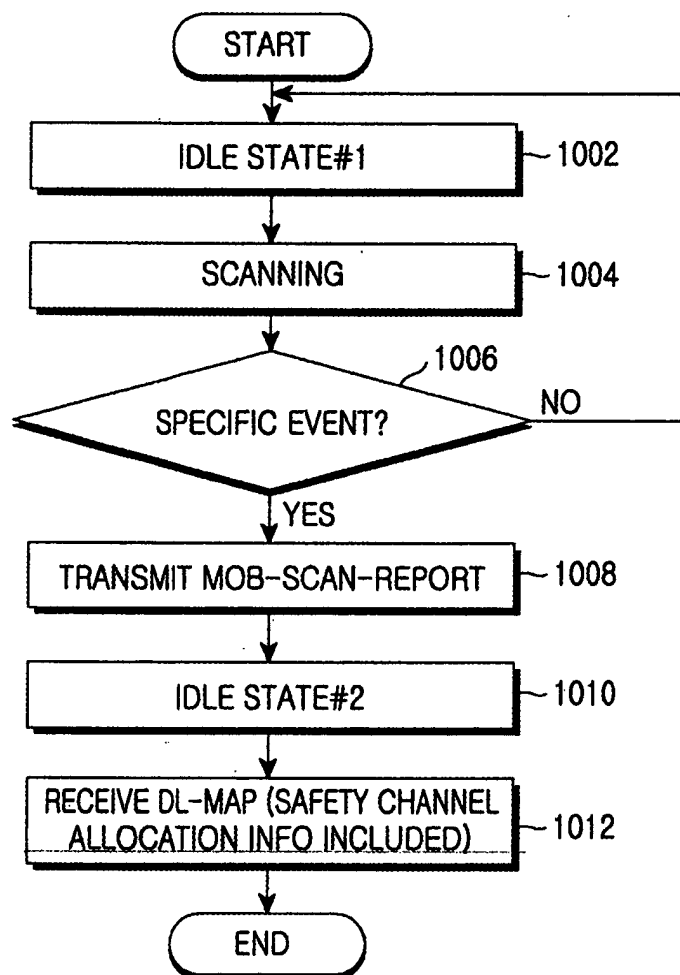 START
IDLE STATE#1
1002
SCANNING
1004
1006
SPECIFIC EVENT?
NO
YES
TRANSMIT MOB-SCAN-REPORT
1008
IDLE STATE#2
1010
RECEIVE DL-MAP (SAFETY CHANNEL
ALLOCATION INFO INCLUDED)
1012
END